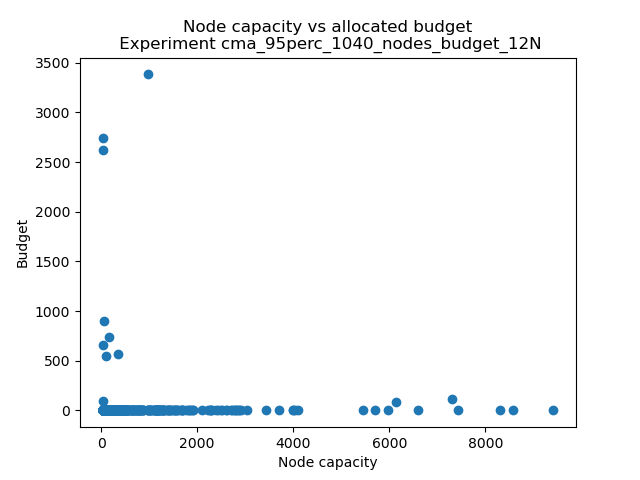 Node capacity vs allocated budget
Experiment cma_95perc_1040_nodes_budget_12N
3500
3000
2500
2000
1500
1000
500
0
Budget
0 2000 4000 6000 8000
Node capacity